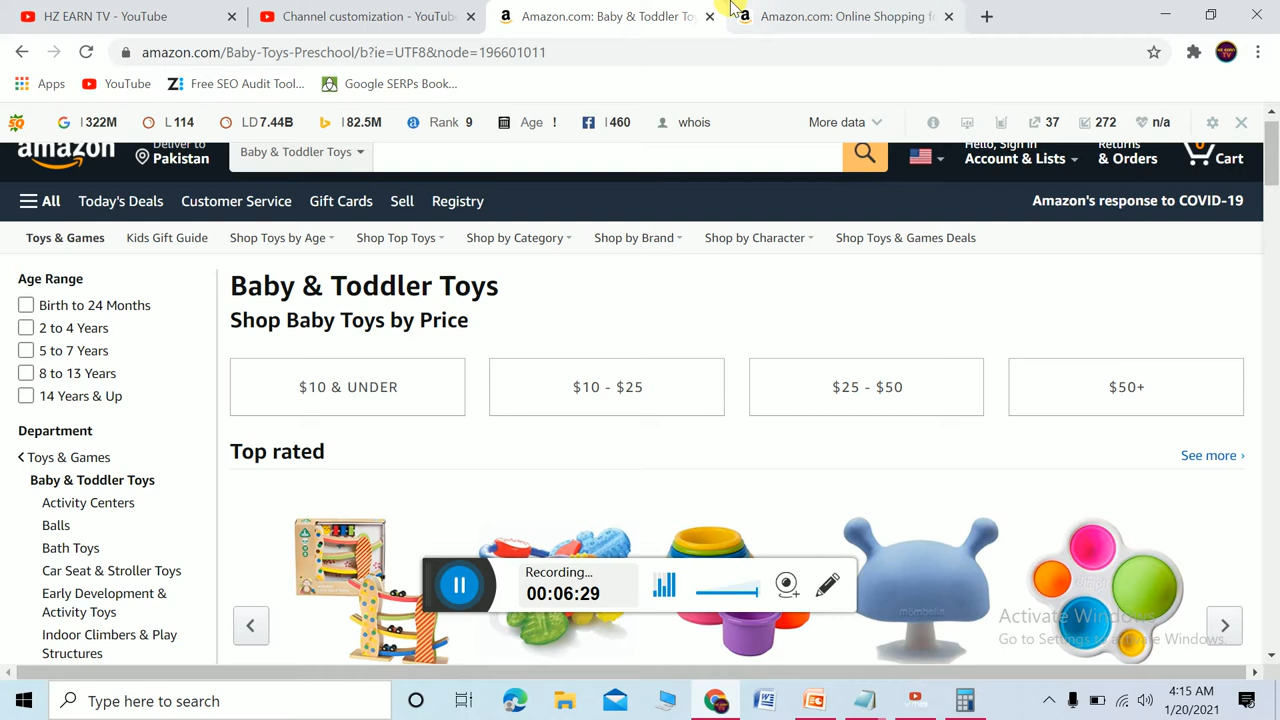 HZ EARN TV - YouTube
Channel customization - YouTub
Amazon.com: Baby & Toddler To
Amazon.com: Online Shopping f
amazon.com/Baby-Toys-Preschool/b?ie=UTF8&node=196601011
Apps
YouTube
Free SEO Audit Tool...
Google SERPs Book...
I 322M
L 114
LD 7.44B
I 82.5M
Rank 9
Age !
I 460
whois
More data
37
272
n/a
amazon
Deliver to
Pakistan
Baby & Toddler Toys
Hello, Sign in
Account & Lists
Returns
& Orders
0
Cart
All
Today's Deals
Customer Service
Gift Cards
Sell
Registry
Amazon's response to COVID-19
Toys & Games
Kids Gift Guide
Shop Toys by Age
Shop Top Toys
Shop by Category
Shop by Brand
Shop by Character
Shop Toys & Games Deals
Age Range
Birth to 24 Months
2 to 4 Years
5 to 7 Years
8 to 13 Years
14 Years & Up
Department
Toys & Games
Baby & Toddler Toys
Activity Centers
Balls
Bath Toys
Car Seat & Stroller Toys
Early Development &
Activity Toys
Indoor Climbers & Play
Structures
Baby & Toddler Toys
Shop Baby Toys by Price
$10 & UNDER
$10 - $25
$25 - $50
$50+
Top rated
See more ›
Recording...
00:06:29
Activate Windows
Go to Settings to activate Windows.
Type here to search
4:15 AM
1/20/2021